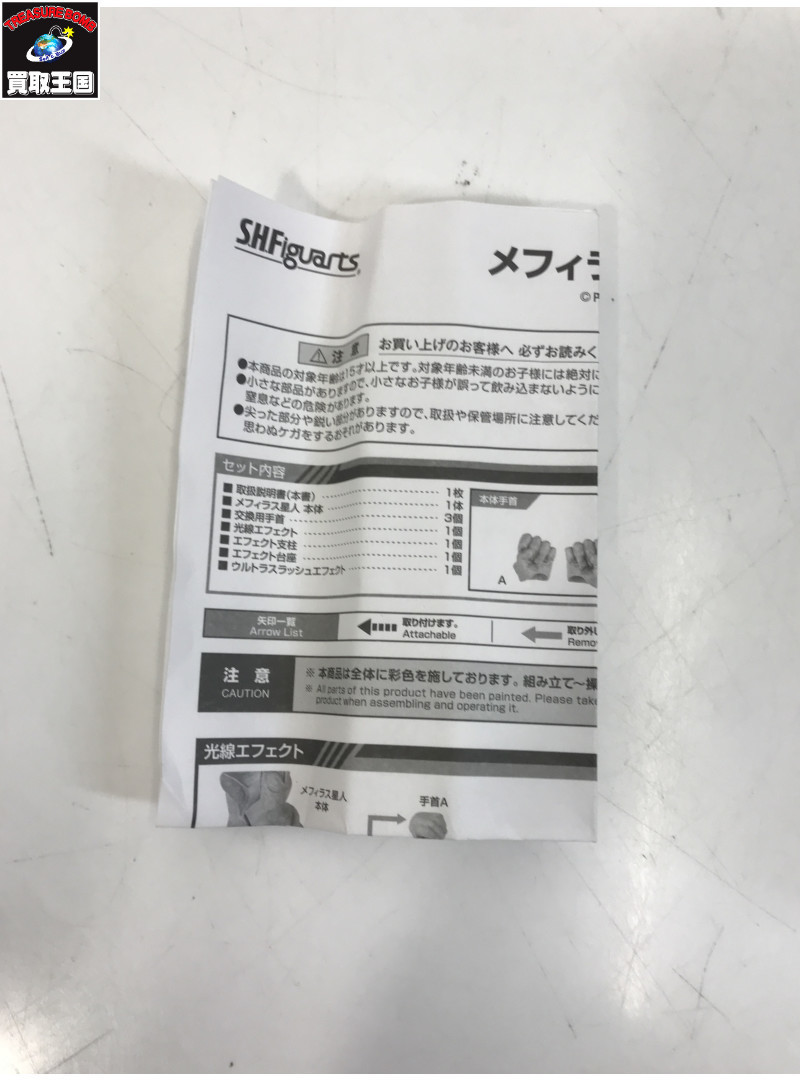 TREASURE BOMB
買取王国
S.H.Figuarts
メフィラ
©P
注 意 お買い上げのお客様へ 必ずお読みく
●本商品の対象年齢は15才以上です。対象年齢未満のお子様には絶対に
●小さな部品がありますので、小さなお子様が誤って飲み込まないように
窒息などの危険があります。
●尖った部分や鋭い部分がありますので、取扱や保管場所に注意してくだ
思わぬケガをするおそれがあります。
セット内容
■取扱説明書(本書) 1枚
■メフィラス星人 本体 1体
■交換用手首 3個
■光線エフェクト 1個
■エフェクト支柱 1個
■エフェクト台座 1個
■ウルトラスラッシュエフェクト 1個
本体手首
A
矢印一覧
Arrow List
取り付けます。
Attachable
取り外し
Remov
注 意
CAUTION
※本商品は全体に彩色を施しております。組み立て〜操
※ All parts of this product have been painted. Please take
product when assembling and operating it.
光線エフェクト
メフィラス星人
本体
手首A